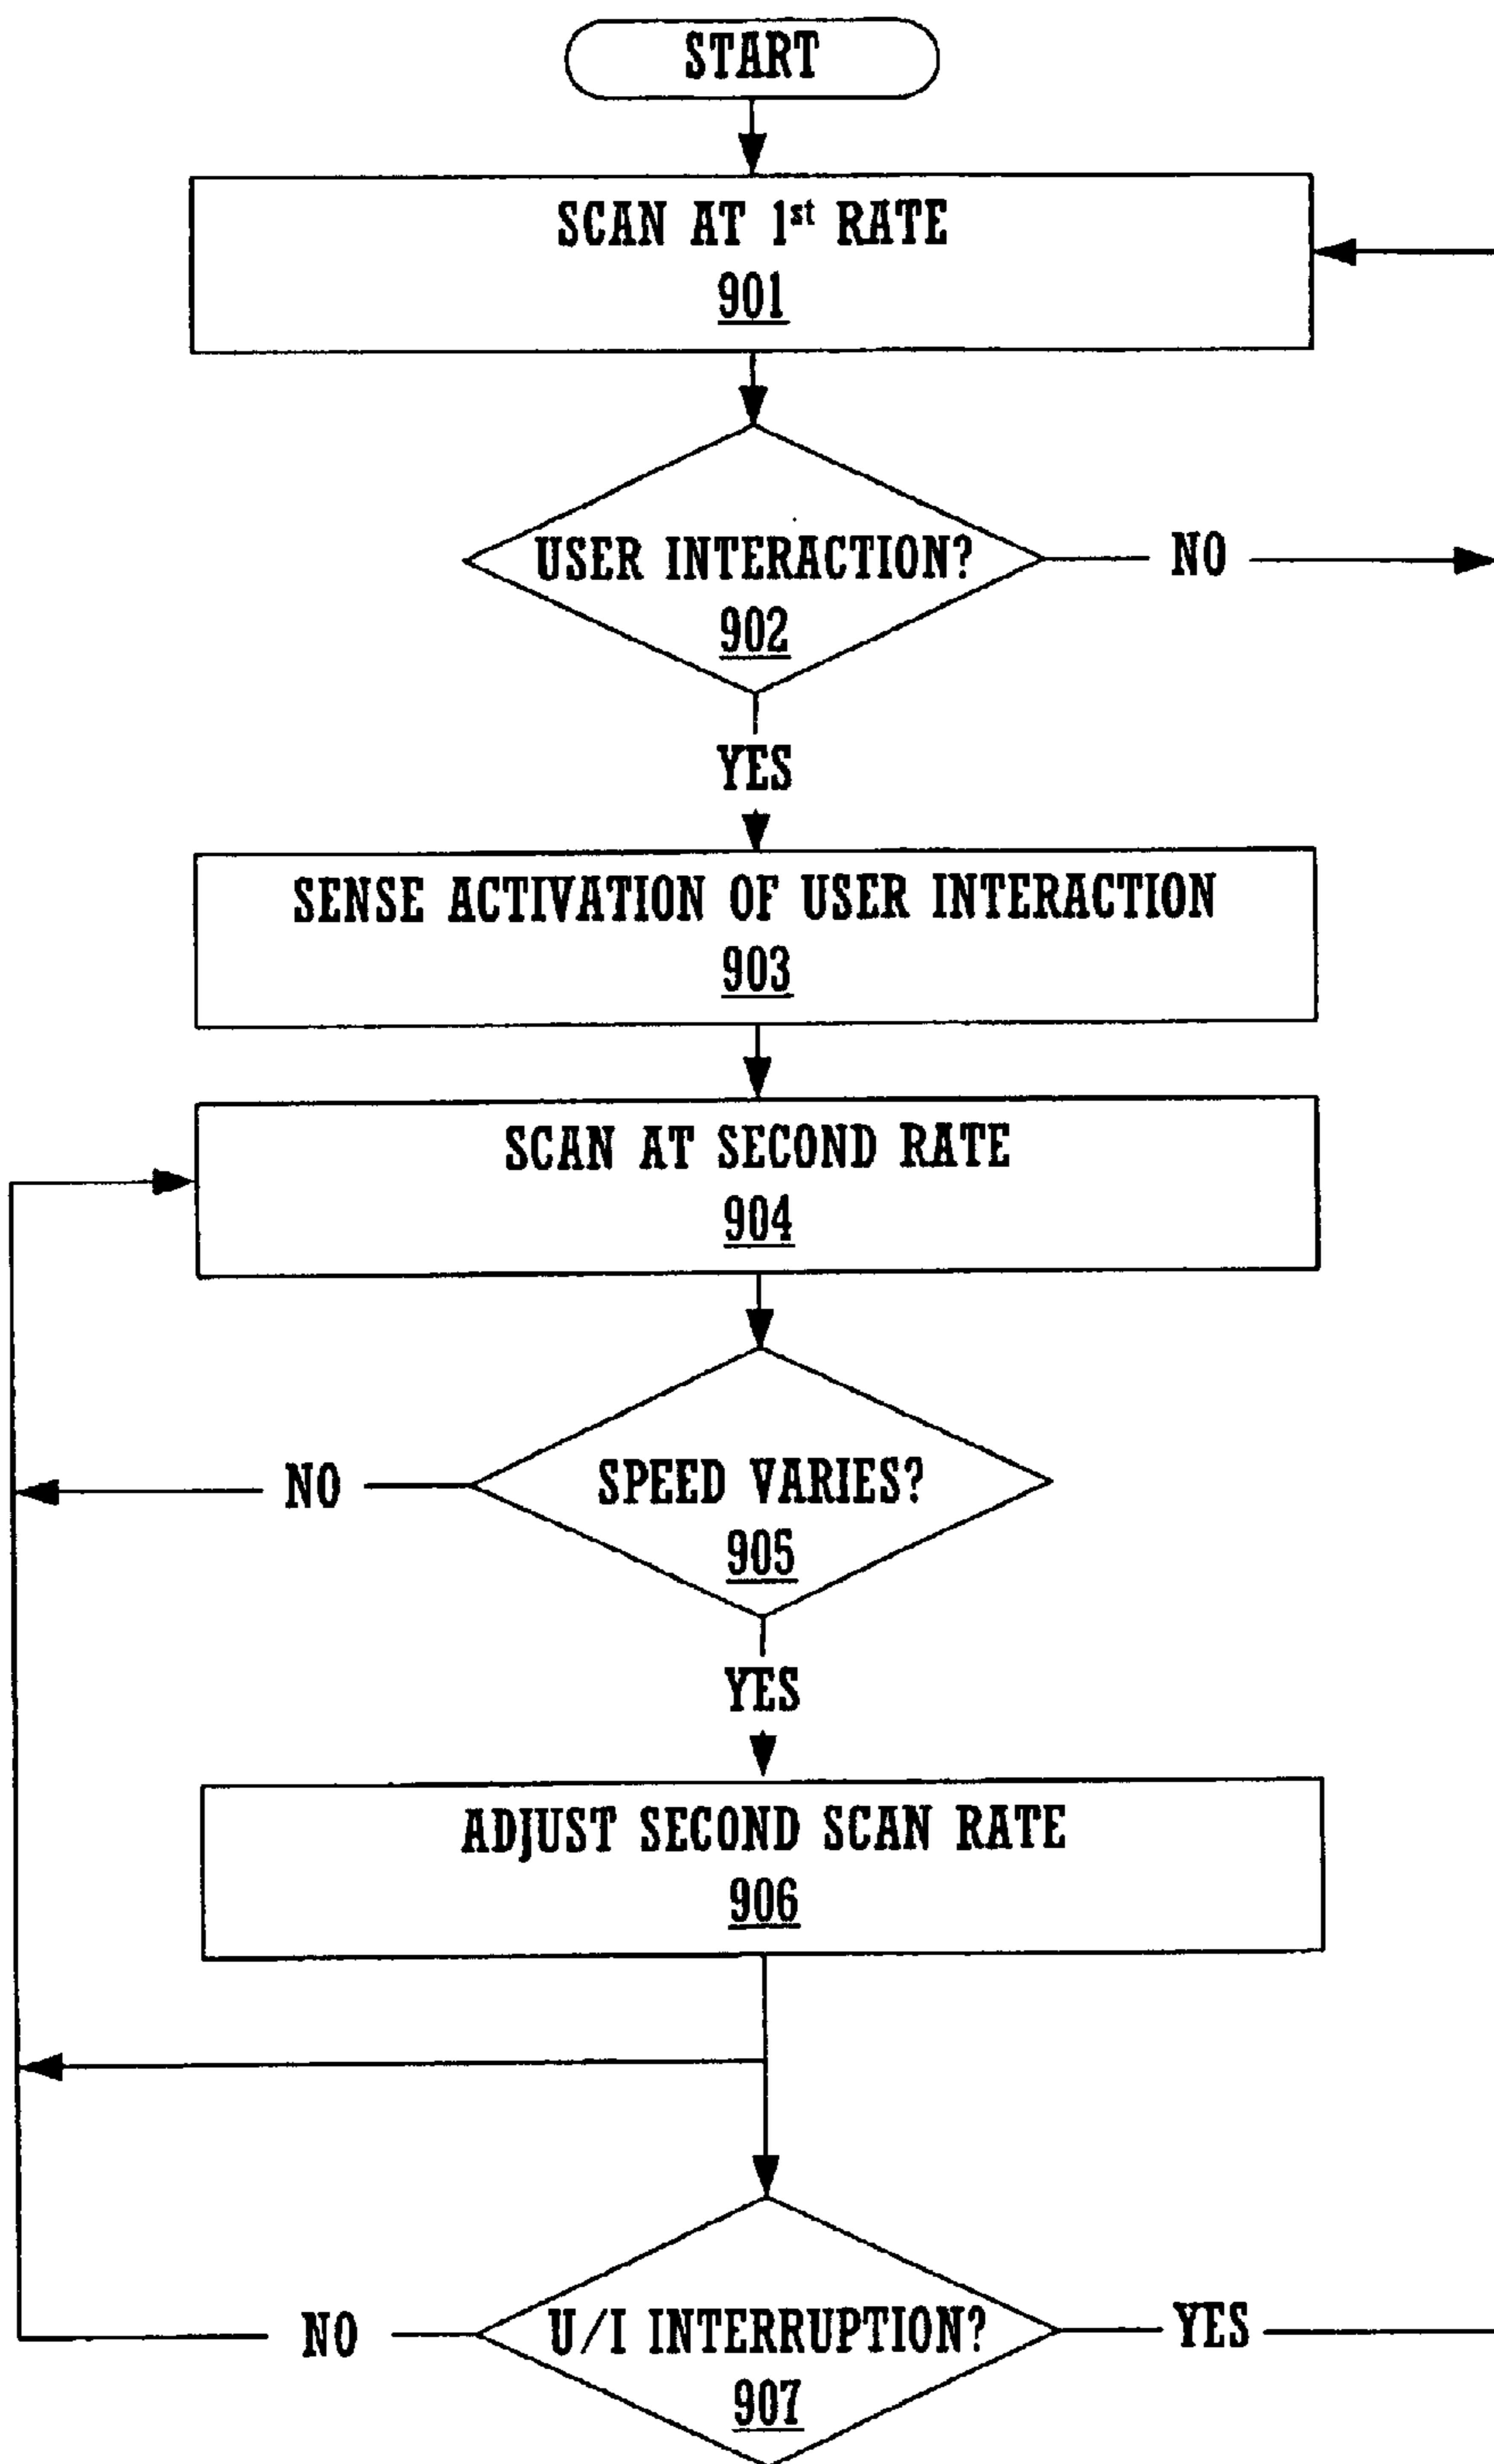 START
SCAN AT 1st RATE
901
USER INTERACTION?
902
NO
YES
SENSE ACTIVATION OF USER INTERACTION
903
SCAN AT SECOND RATE
904
NO
SPEED VARIES?
905
YES
ADJUST SECOND SCAN RATE
906
NO
U/I INTERRUPTION?
907
YES